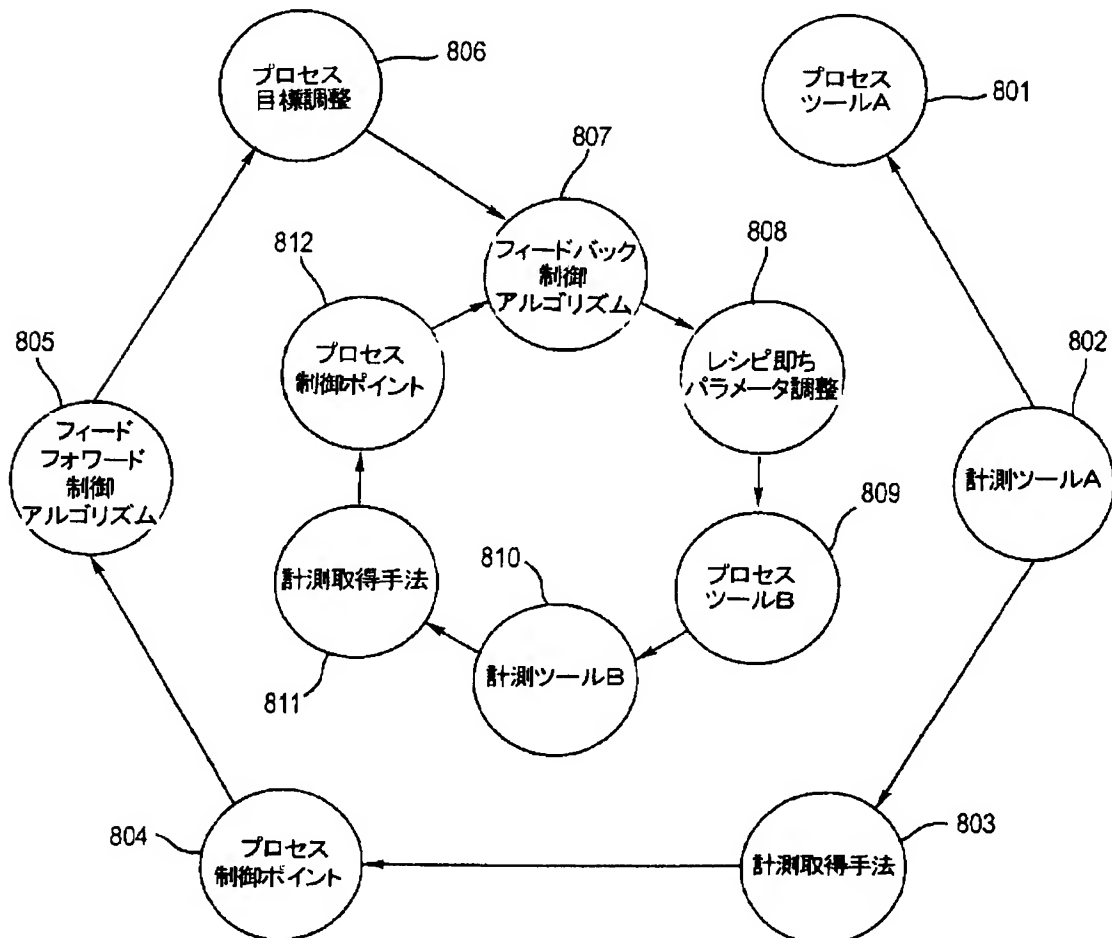 プロセス
目標調整
806
プロセス
ツールA
801
807
フィードバック
制御
アルゴリズム
812
808
プロセス
制御ポイント
レシピ即ち
パラメータ調整
805
フィード
フォワード
制御
アルゴリズム
802
計測ツールA
809
計測取得手法
811
810
計測ツールB
プロセス
ツールB
804
プロセス
制御ポイント
803
計測取得手法